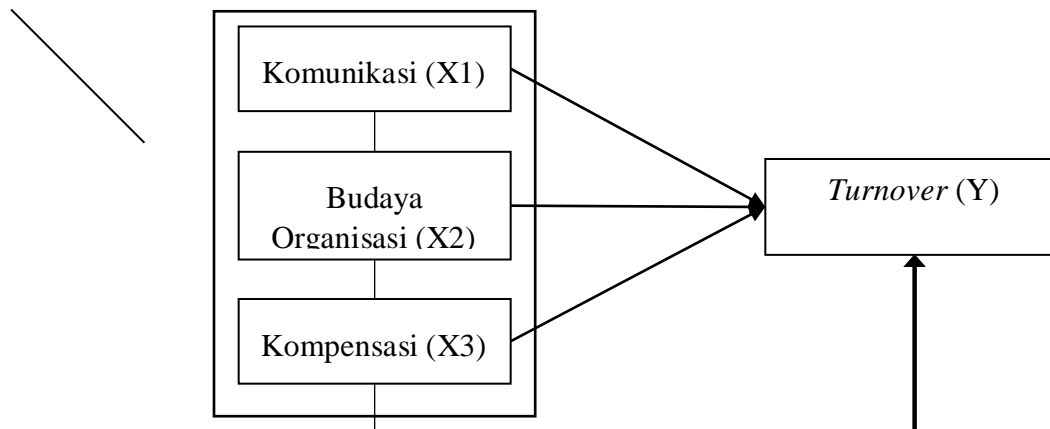 Komunikasi (X1)
Budaya
Organisasi (X2)
Turnover (Y)
Kompensasi (X3)